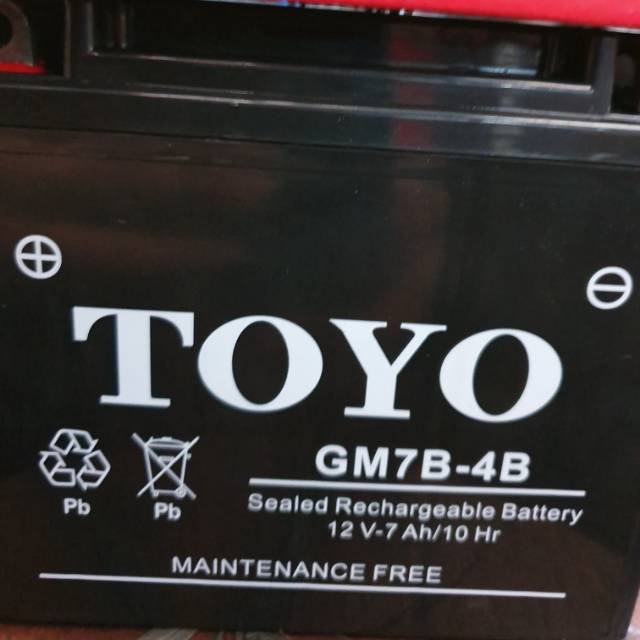 TOYO
GM7B-4B
Pb
Pb
Sealed Rechargeable Battery
12 V-7 Ah/10 Hr
MAINTENANCE FREE